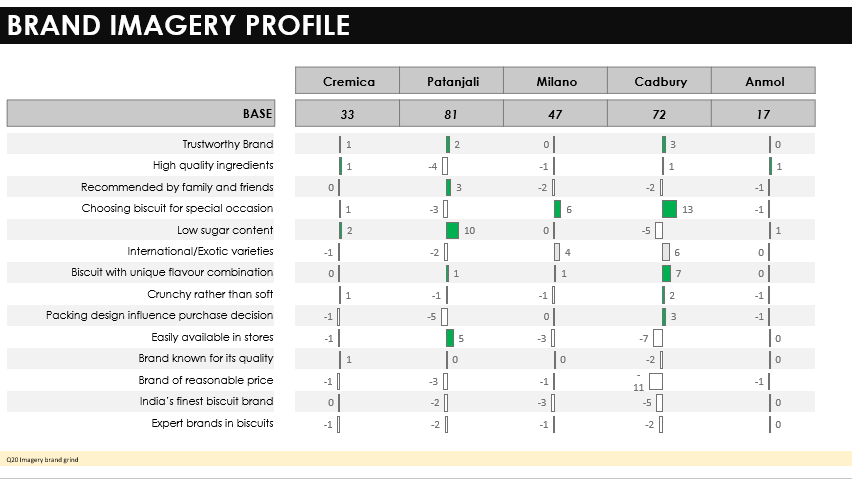 BRAND IMAGERY PROFILE
Cremica Patanjali Milano Cadbury Anmol
BASE 33 81 47 72 17
Trustworthy Brand 1 2 0 3 0
High quality ingredients 1 -4 -1 1 1
Recommended by family and friends 0 3 -2 -2 -1
Choosing biscuit for special occasion 1 -3 6 13 -1
Low sugar content 2 10 0 -5 1
International/Exotic varieties -1 -2 4 6 0
Biscuit with unique flavour combination 0 1 1 7 0
Crunchy rather than soft 1 -1 -1 2 -1
Packing design influence purchase decision -1 -5 0 3 -1
Easily available in stores -1 5 -3 -7 0
Brand known for its quality 1 0 0 -2 0
Brand of reasonable price -1 -3 -1 -11 -1
India's finest biscuit brand 0 -2 -3 -5 0
Expert brands in biscuits -1 -2 -1 -2 0
Q20 Imagery brand grind